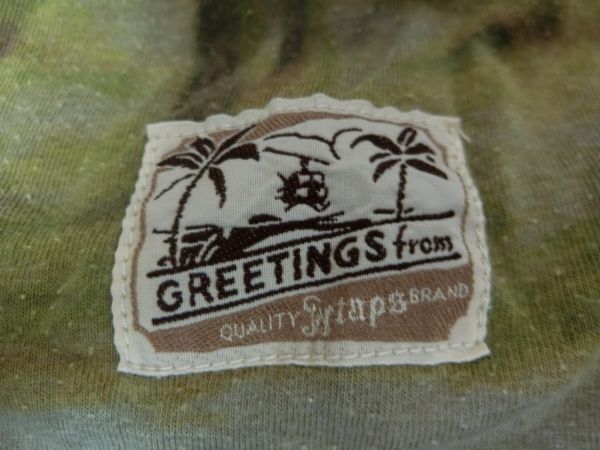 GREETINGS from
QUALITY Wtaps BRAND